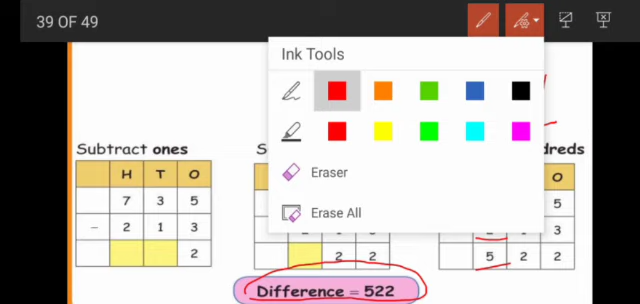 39 OF 49
Ink Tools
Eraser
Erase All
Subtract ones
H T O
7 3 5
– 2 1 3
2
S
2 2
dreds
O
5
3
5 2 2
Difference = 522